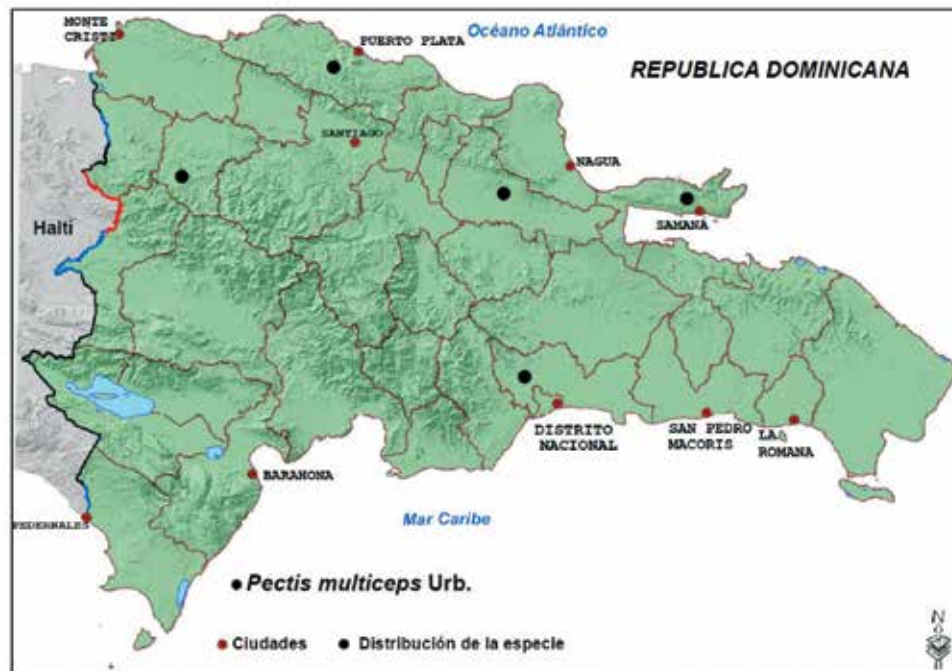 MONTE
CRISTI
PUERTO PLATA
Océano Atlántico
REPUBLICA DOMINICANA
SANTIAGO
NAGUA
Haití
SAMANÁ
DISTRITO
NACIONAL
SAN PEDRO
MACORIS
LA
ROMANA
BARAHONA
PEDERNALES
Mar Caribe
Pectis multiceps Urb.
Ciudades
Distribución de la especie
N